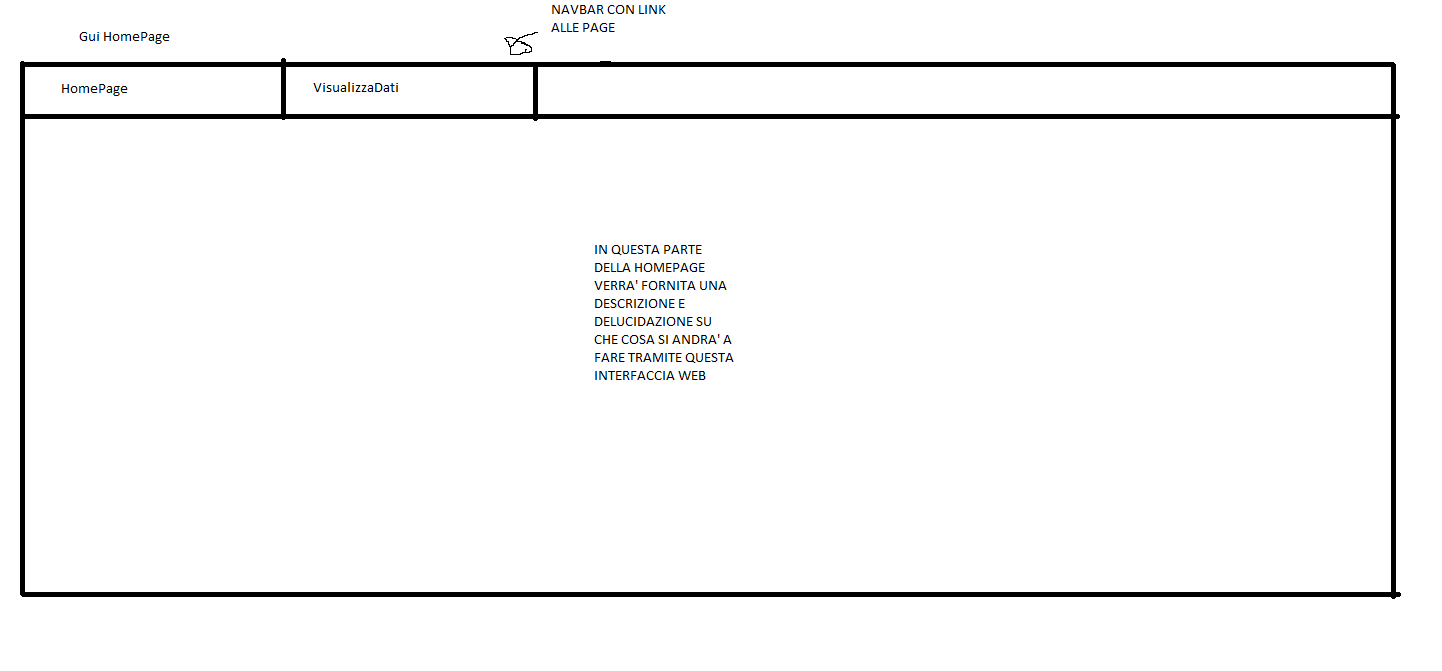 NAVBAR CON LINK
ALLE PAGE
Gui HomePage
HomePage
VisualizzaDati
IN QUESTA PARTE
DELLA HOMEPAGE
VERRA' FORNITA UNA
DESCRIZIONE E
DELUCIDAZIONE SU
CHE COSA SI ANDRA' A
FARE TRAMITE QUESTA
INTERFACCIA WEB